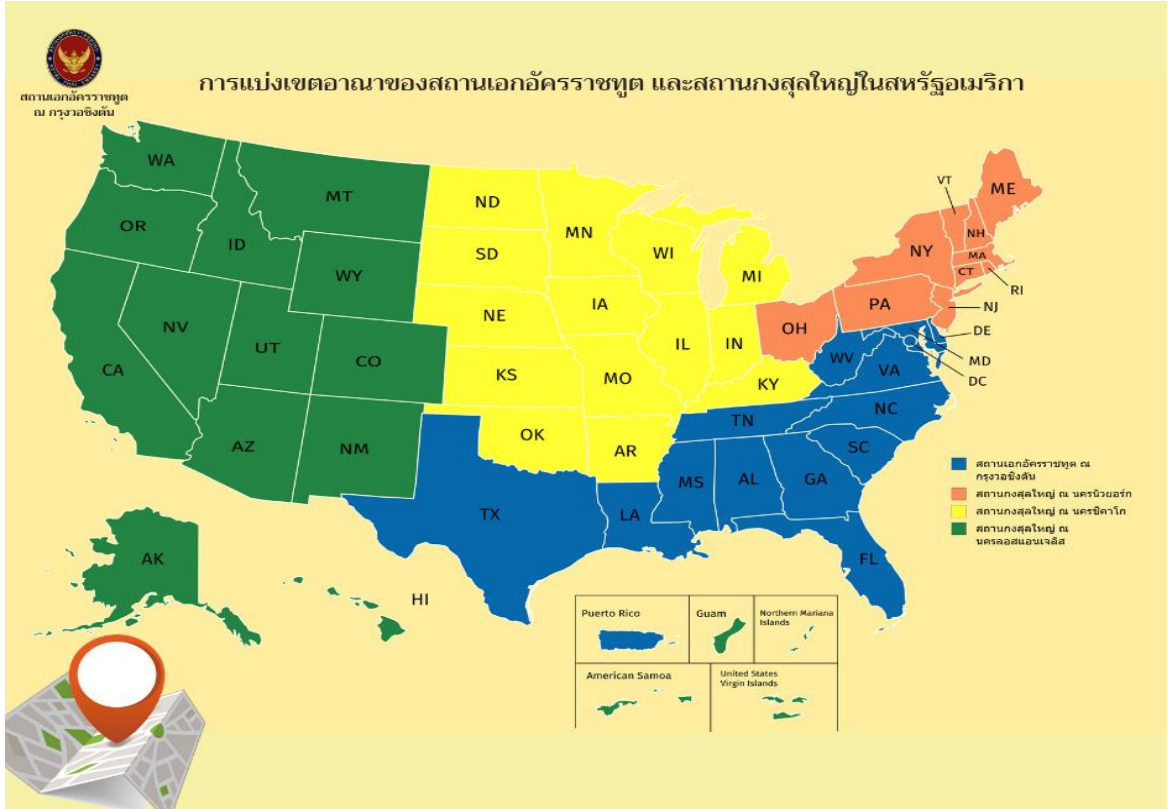 การแบ่งเขตอาณาของสถานเอกอัครราชทูต และสถานกงสุลใหญ่ในสหรัฐอเมริกา
สถานเอกอัครราชทูต
ณ กรุงวอชิงตัน
WA
MT
ND
MN
VT
ME
OR
ID
SD
WI
MI
NY
NH
MA
CT
RI
WY
NE
IA
PA
NJ
NV
UT
CO
IL
IN
OH
DE
MD
DC
CA
KS
MO
KY
WV
VA
AZ
NM
OK
AR
TN
NC
SC
TX
LA
MS
AL
GA
FL
AK
HI
สถานเอกอัครราชทูต ณ
กรุงวอชิงตัน
สถานกงสุลใหญ่ ณ นครนิวยอร์ก
สถานกงสุลใหญ่ ณ นครชิคาโก
สถานกงสุลใหญ่ ณ
นครลอสแอนเจลิส
Puerto Rico
Guam
Northern Mariana
Islands
American Samoa
United States
Virgin Islands